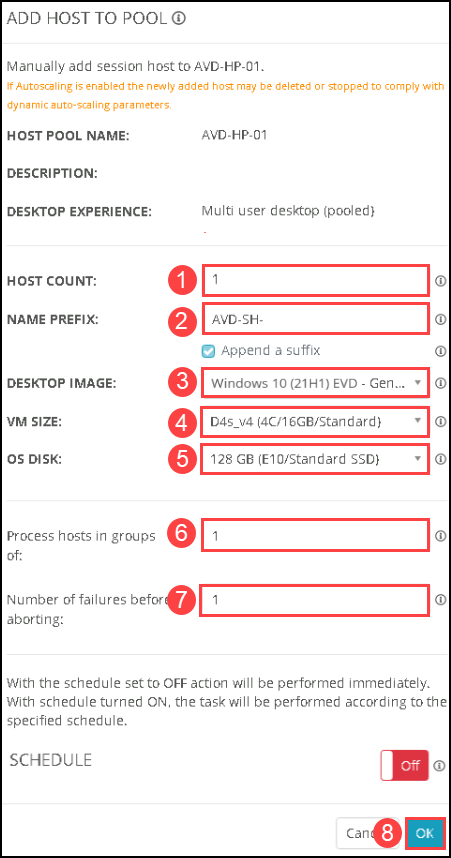 ADD HOST TO POOL
Manually add session host to AVD-HP-01.
If Autoscaling is enabled the newly added host may be deleted or stopped to comply with
dynamic auto-scaling parameters.
HOST POOL NAME: AVD-HP-01
DESCRIPTION:
DESKTOP EXPERIENCE: Multi user desktop (pooled)
HOST COUNT: 1 1
NAME PREFIX: 2 AVD-SH-
Append a suffix
DESKTOP IMAGE: 3 Windows 10 (21H1) EVD - Gen...
VM SIZE: 4 D4s_v4 (4C/16GB/Standard)
OS DISK: 5 128 GB (E10/Standard SSD)
Process hosts in groups 6 1
of:
Number of failures before 7 1
aborting:
With the schedule set to OFF action will be performed immediately.
With schedule turned ON, the task will be performed according to the
specified schedule.
SCHEDULE Off
8 OK